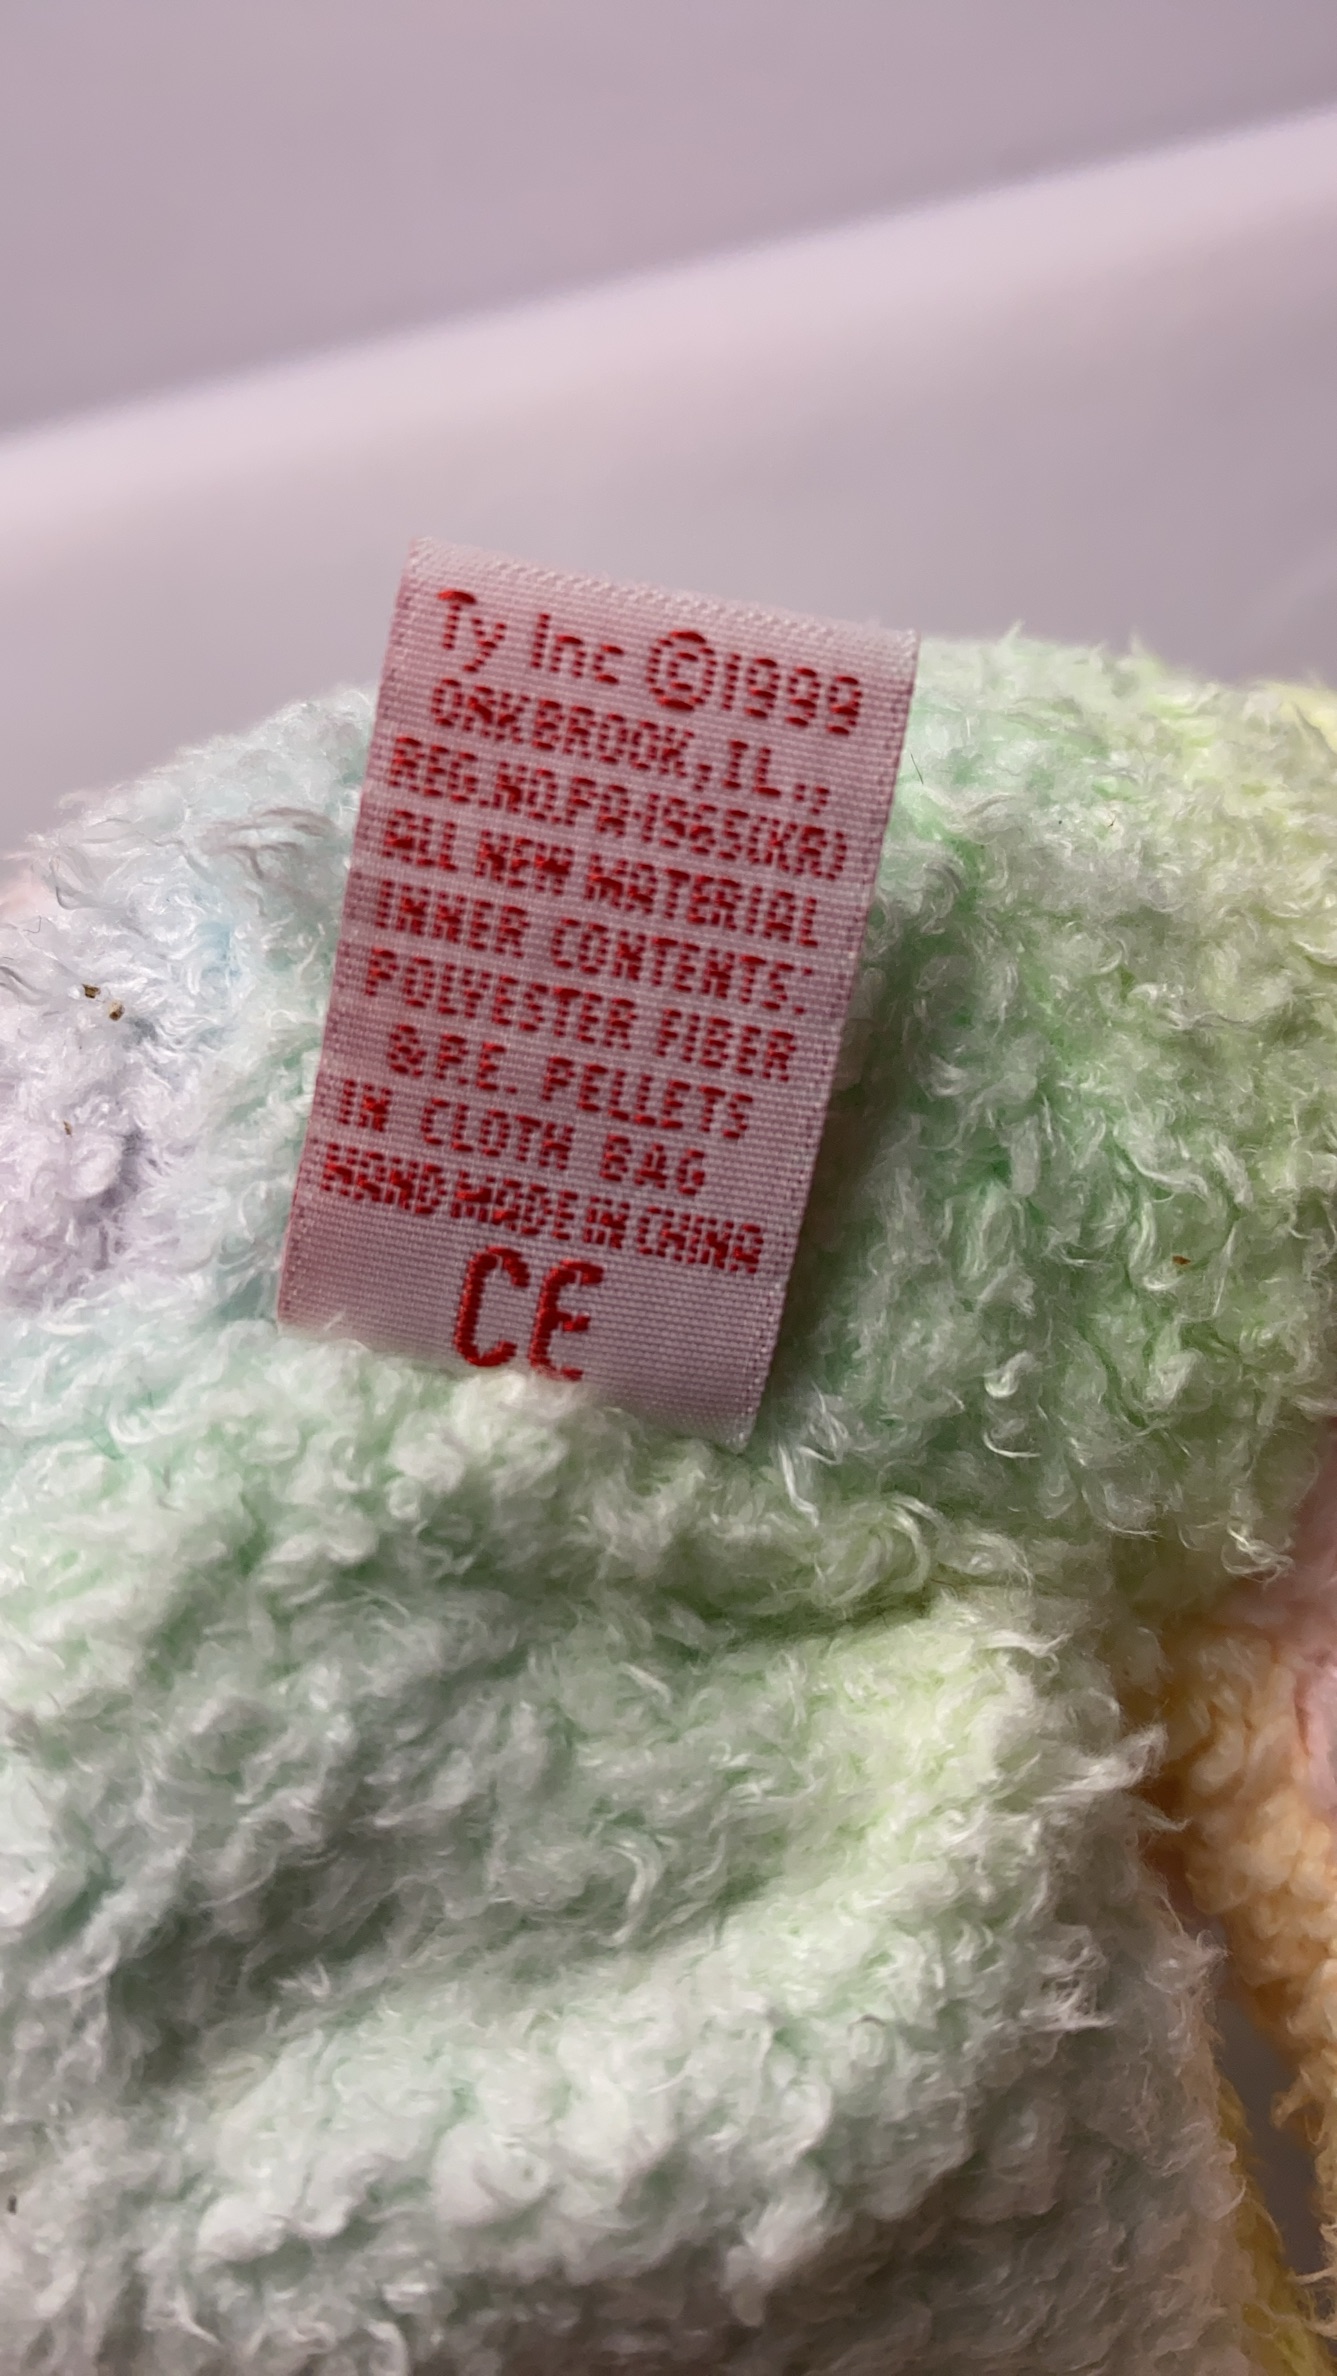 Ty Inc ©1999
OAKBROOK, IL.,
REG.NO.PA-1965(KR)
ALL NEW MATERIAL
INNER CONTENTS:
POLYESTER FIBER
& P.E. PELLETS
IN CLOTH BAG
HAND MADE IN CHINA
CE